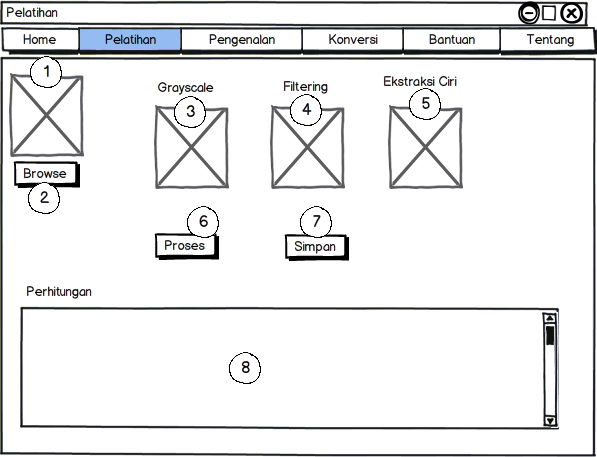 Pelatihan
Home Pelatihan Pengenalan Konversi Bantuan Tentang
1
Grayscale Filtering Ekstraksi Ciri
3 4 5
Browse
2
6 7
Proses Simpan
Perhitungan
8